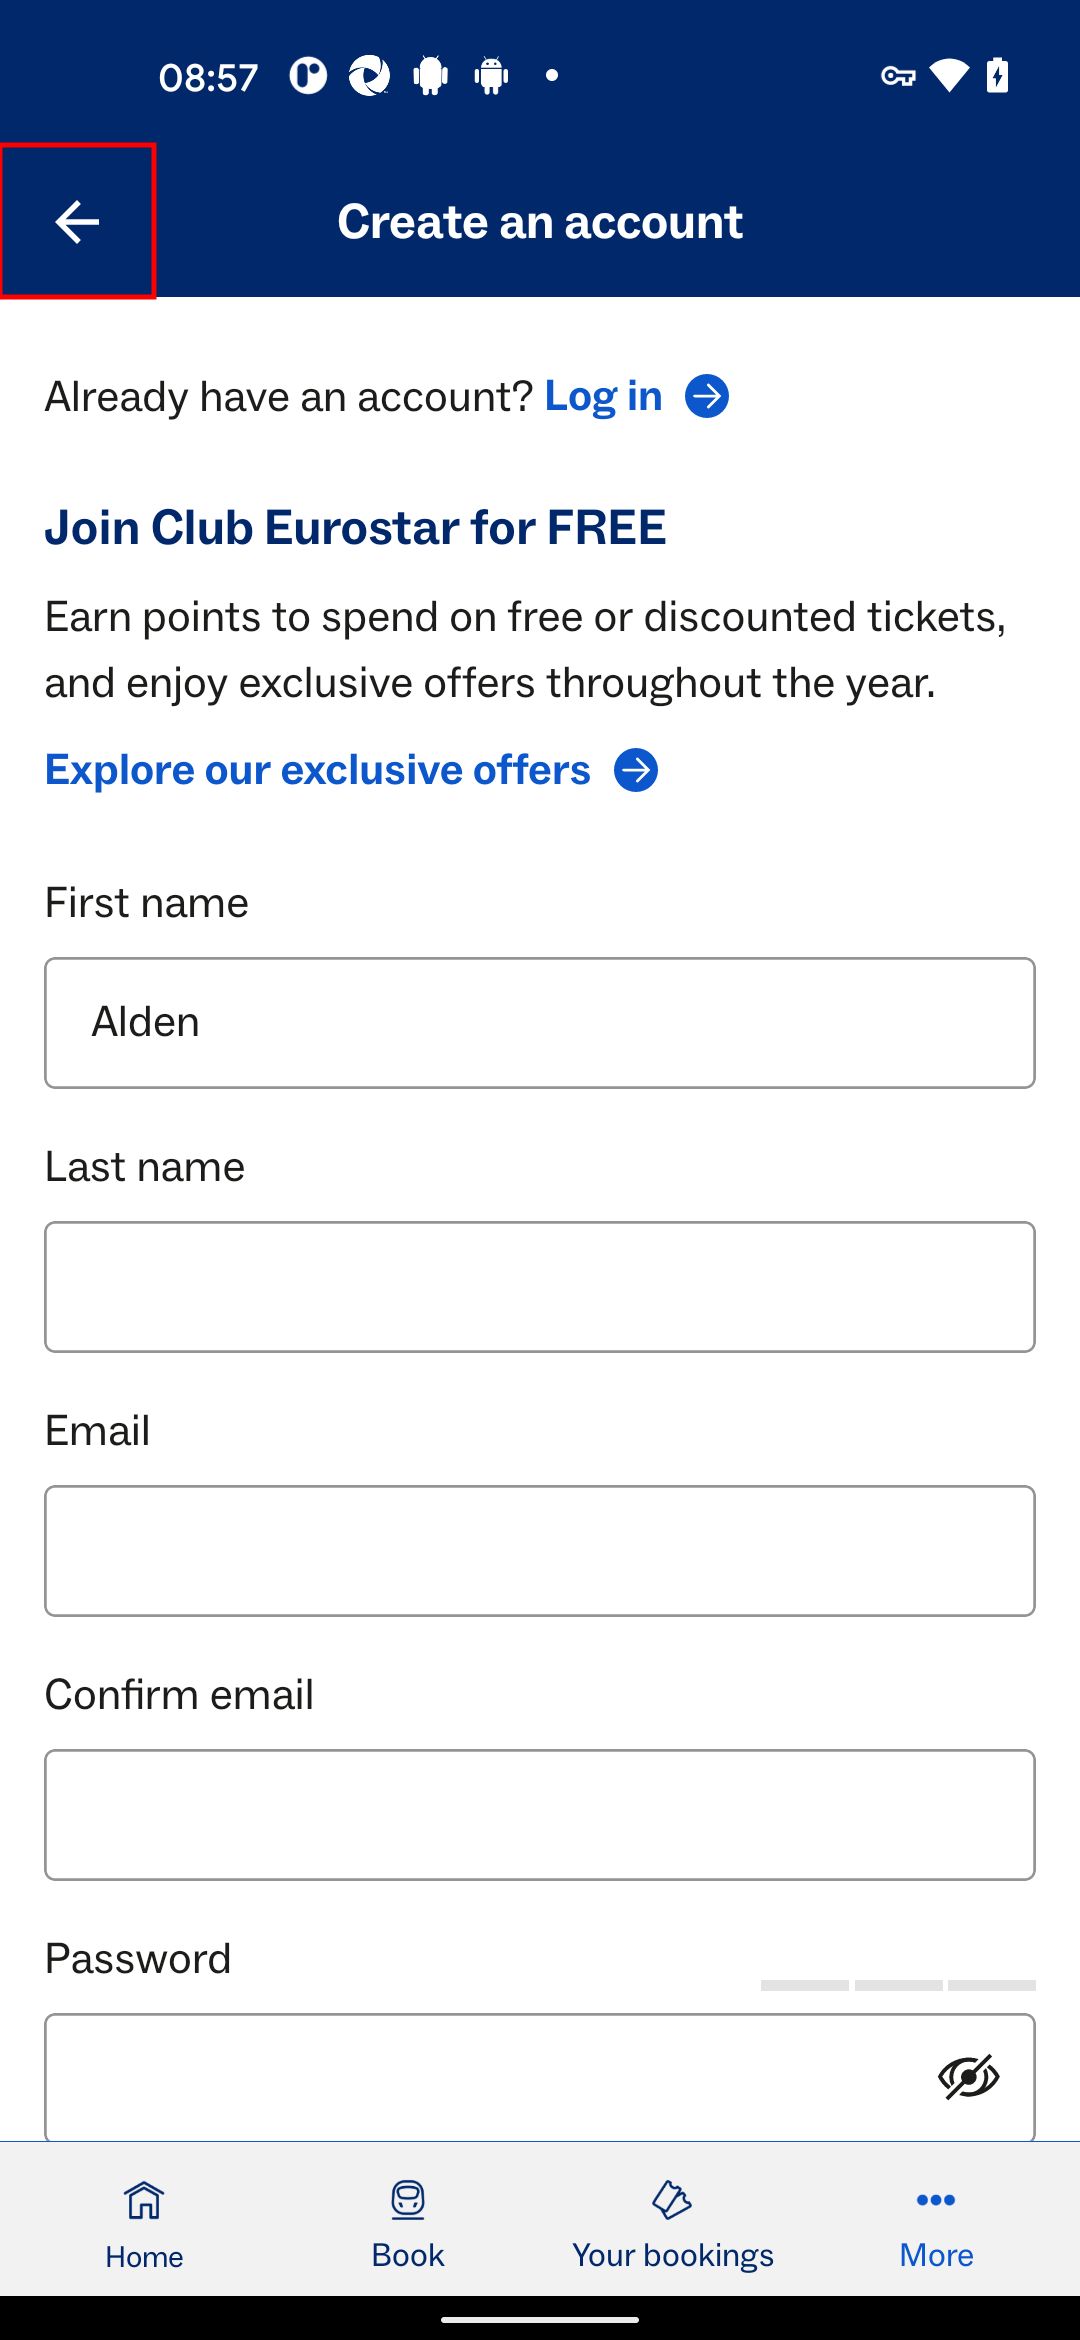 08:57
Create an account
Already have an account? Log in
Join Club Eurostar for FREE
Earn points to spend on free or discounted tickets,
and enjoy exclusive offers throughout the year.
Explore our exclusive offers
First name
Alden
Last name
Email
Confirm email
Password
Home
Book
Your bookings
More